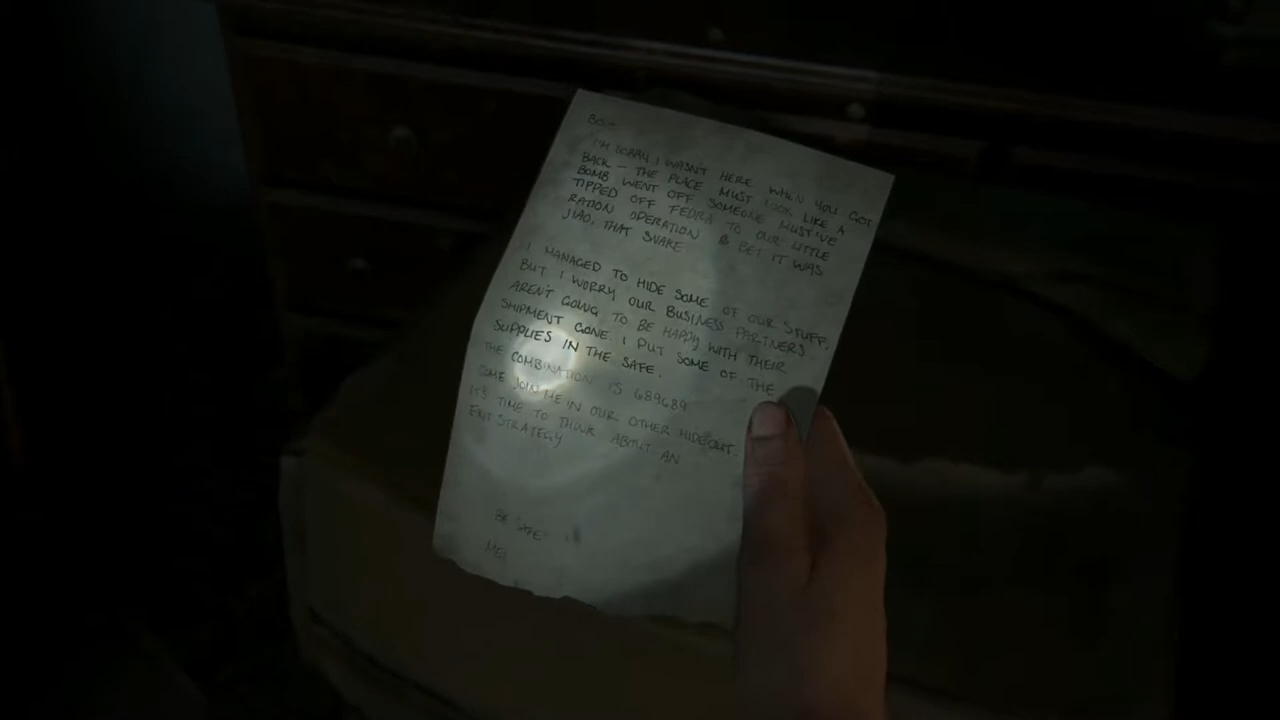 BO-
I'M SORRY I WASN'T HERE WHEN YOU GOT
BACK - THE PLACE MUST LOOK LIKE A
BOMB WENT OFF SOMEONE MUST'VE
TIPPED OFF FEDRA TO OUR LITTLE
RATION OPERATION & BET IT WAS
JIAO, THAT SNAKE
I MANAGED TO HIDE SOME OF OUR STUFF,
BUT I WORRY OUR BUSINESS PARTNERS
AREN'T GOING TO BE HAPPY WITH THEIR
SHIPMENT GONE. I PUT SOME OF THE
SUPPLIES IN THE SAFE.
THE COMBINATION IS 689689
COME JOIN ME IN OUR OTHER HIDEOUT.
IT'S TIME TO THINK ABOUT AN
EXIT STRATEGY
BE SAFE
MEI